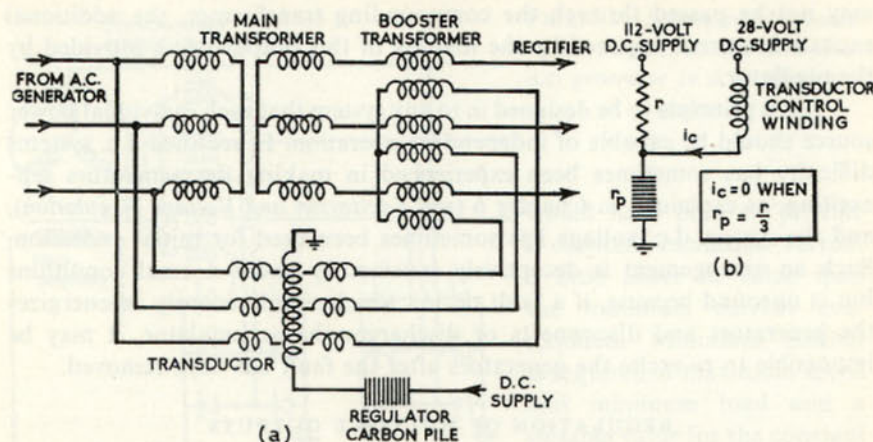 MAIN
TRANSFORMER
BOOSTER
TRANSFORMER
RECTIFIER
FROM A.C.
GENERATOR
TRANSDUCTOR
D.C.
SUPPLY
REGULATOR
CARBON PILE
(a)
112-VOLT
D.C. SUPPLY
28-VOLT
D.C. SUPPLY
r
TRANSDUCTOR
CONTROL
WINDING
ic
rp
ic = 0 WHEN
rp = r/3
(b)